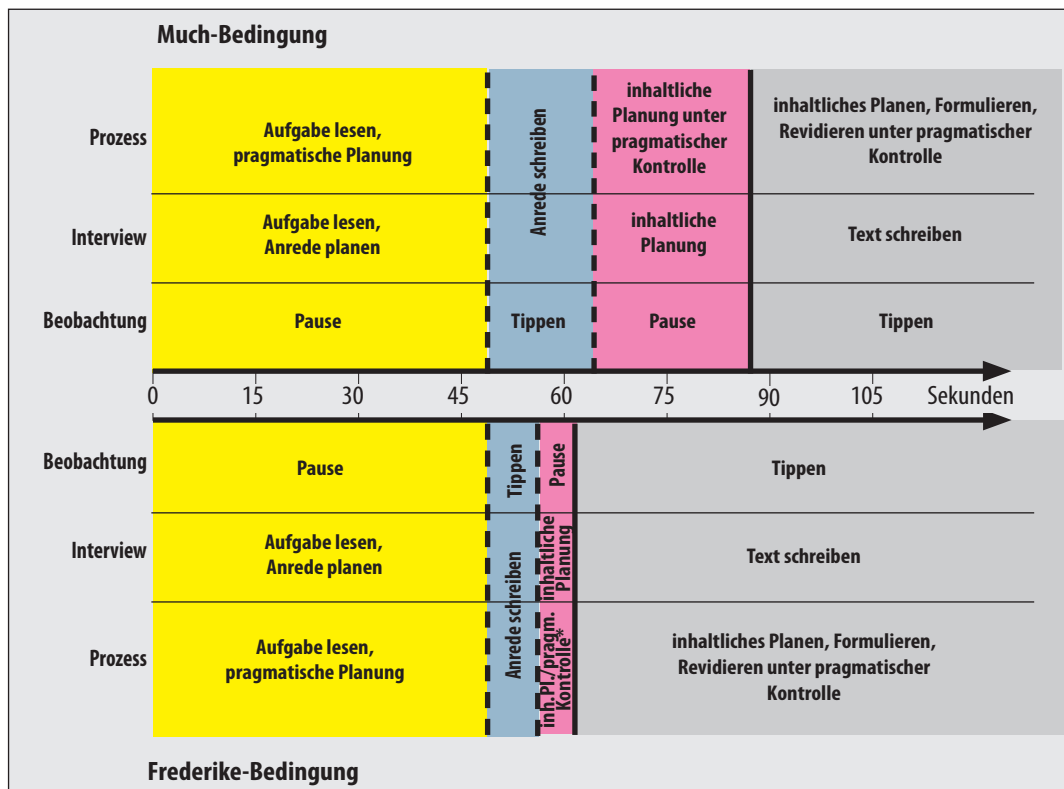 Much-Bedingung
Prozess
Aufgabe lesen,
pragmatische Planung
Anrede schreiben
inhaltliche
Planung unter
pragmatischer
Kontrolle
inhaltliches Planen, Formulieren,
Revidieren unter pragmatischer
Kontrolle
Interview
Aufgabe lesen,
Anrede planen
inhaltliche
Planung
Text schreiben
Beobachtung
Pause
Tippen
Pause
Tippen
0 15 30 45 60 75 90 105 Sekunden
Beobachtung
Pause
Tippen
Pause
Tippen
Interview
Aufgabe lesen,
Anrede planen
Anrede schreiben
inhaltliche
Planung
Text schreiben
Prozess
Aufgabe lesen,
pragmatische Planung
inh.Pl./pragm.
Kontrolle*
inhaltliches Planen, Formulieren,
Revidieren unter pragmatischer
Kontrolle
Frederike-Bedingung